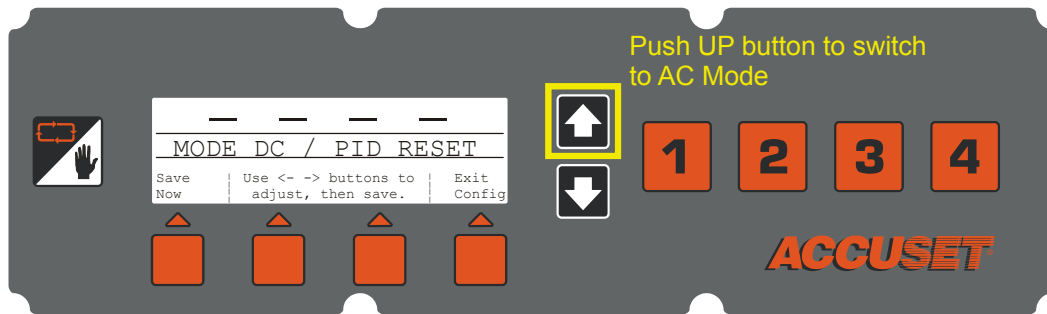 Push UP button to switch
to AC Mode
— — — —
MODE DC / PID RESET
Save | Use <- -> buttons to | Exit
Now | adjust, then save. | Config
1 2 3 4
ACCUSET